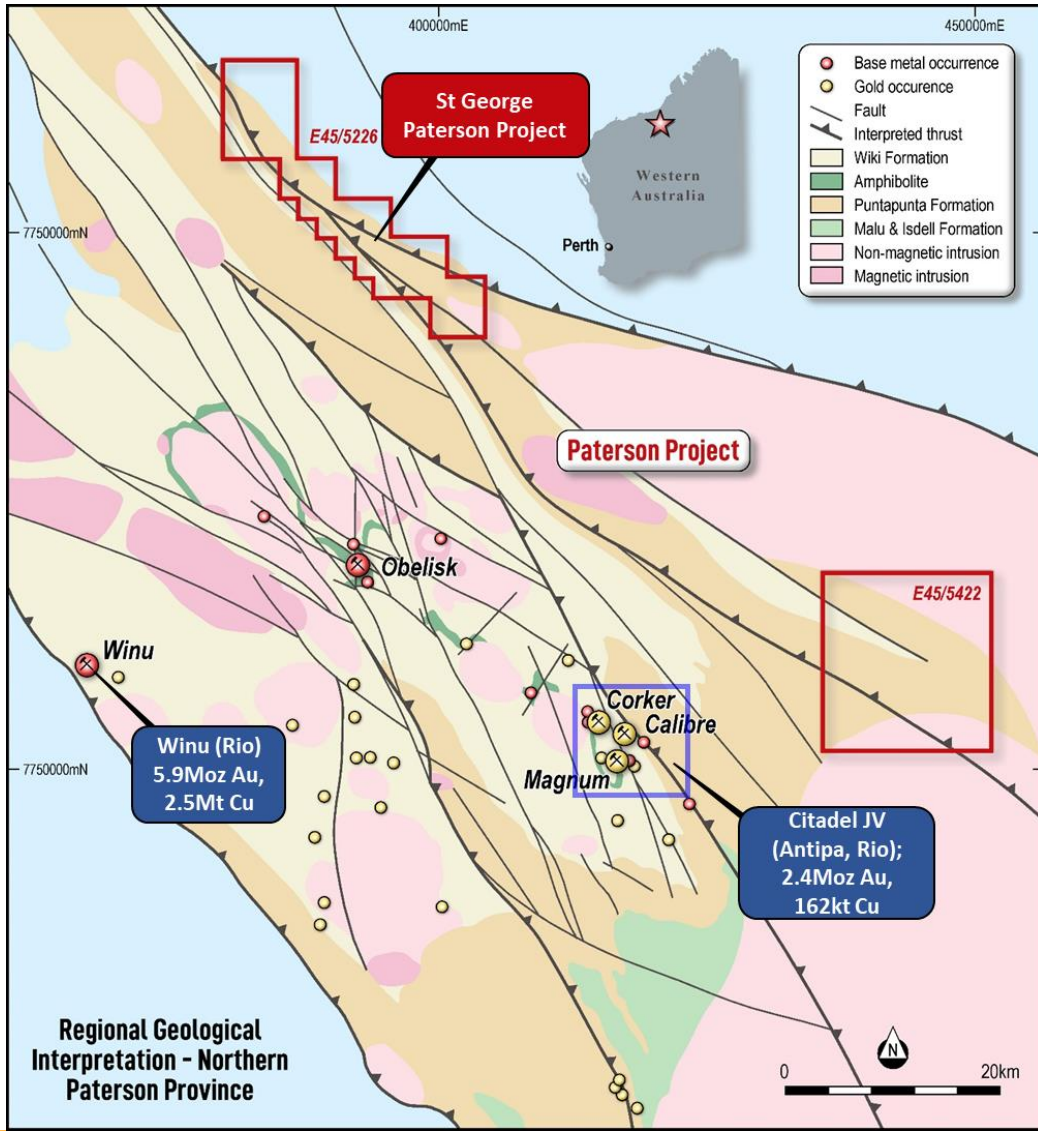 400000mE
450000mE
St George
Paterson Project
E45/5226
Western
Australia
Perth
Base metal occurrence
Gold occurence
Fault
Interpreted thrust
Wiki Formation
Amphibolite
Puntapunta Formation
Malu & Isdell Formation
Non-magnetic intrusion
Magnetic intrusion
7750000mN
Paterson Project
Obelisk
E45/5422
Winu
Corker
Calibre
Magnum
Winu (Rio)
5.9Moz Au,
2.5Mt Cu
7750000mN
Citadel JV
(Antipa, Rio);
2.4Moz Au,
162kt Cu
Regional Geological
Interpretation - Northern
Paterson Province
N
0
20km